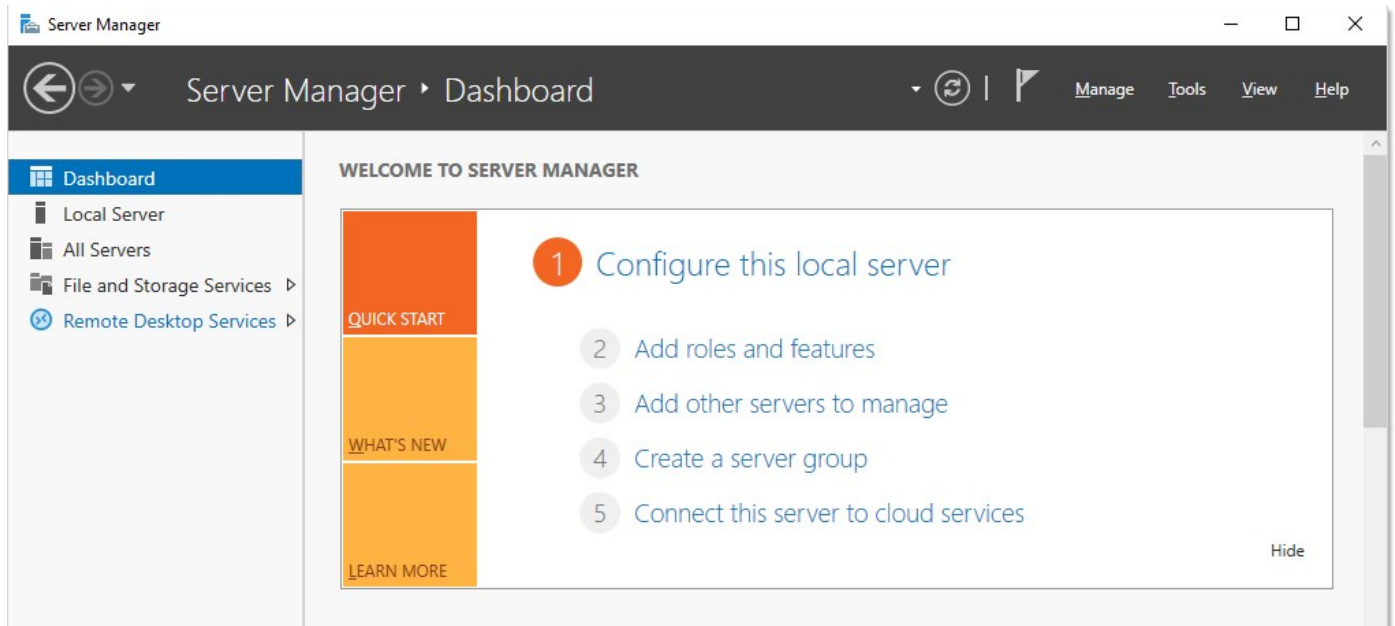 Server Manager
Server Manager ‣ Dashboard
Manage Tools View Help
Dashboard
Local Server
All Servers
File and Storage Services
Remote Desktop Services
WELCOME TO SERVER MANAGER
QUICK START
WHAT'S NEW
LEARN MORE
1 Configure this local server
2 Add roles and features
3 Add other servers to manage
4 Create a server group
5 Connect this server to cloud services
Hide